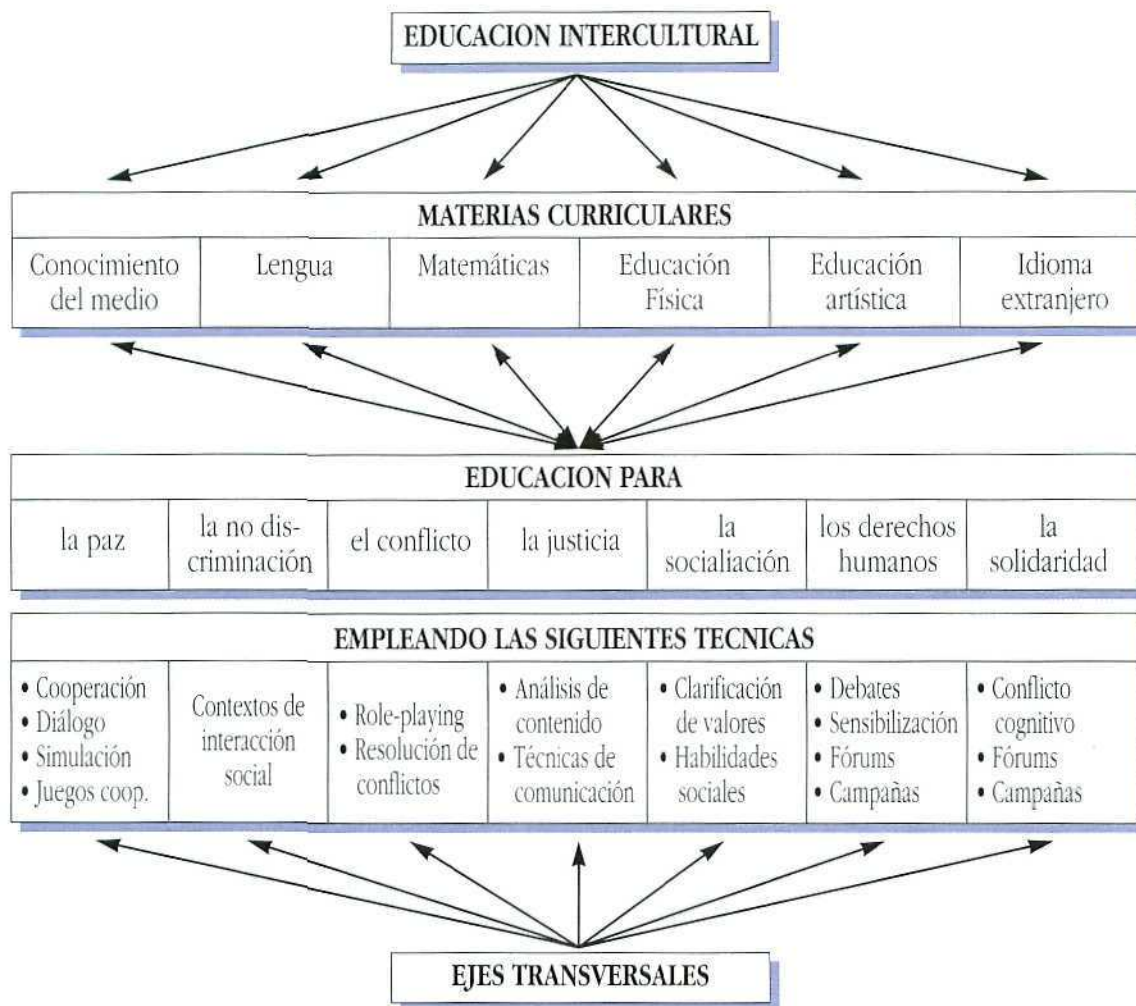 EDUCACION INTERCULTURAL
MATERIAS CURRICULARES
Conocimiento
del medio
Lengua
Matemáticas
Educación
Física
Educación
artística
Idioma
extranjero
EDUCACION PARA
la paz
la no dis-
criminación
el conflicto
la justicia
la
socialiación
los derechos
humanos
la
solidaridad
EMPLEANDO LAS SIGUIENTES TECNICAS
• Cooperación
• Diálogo
• Simulación
• Juegos coop.
Contextos de
interacción
social
• Role-playing
• Resolución de
conflictos
• Análisis de
contenido
• Técnicas de
comunicación
• Clarificación
de valores
• Habilidades
sociales
• Debates
• Sensibilización
• Fórums
• Campañas
• Conflicto
cognitivo
• Fórums
• Campañas
EJES TRANSVERSALES